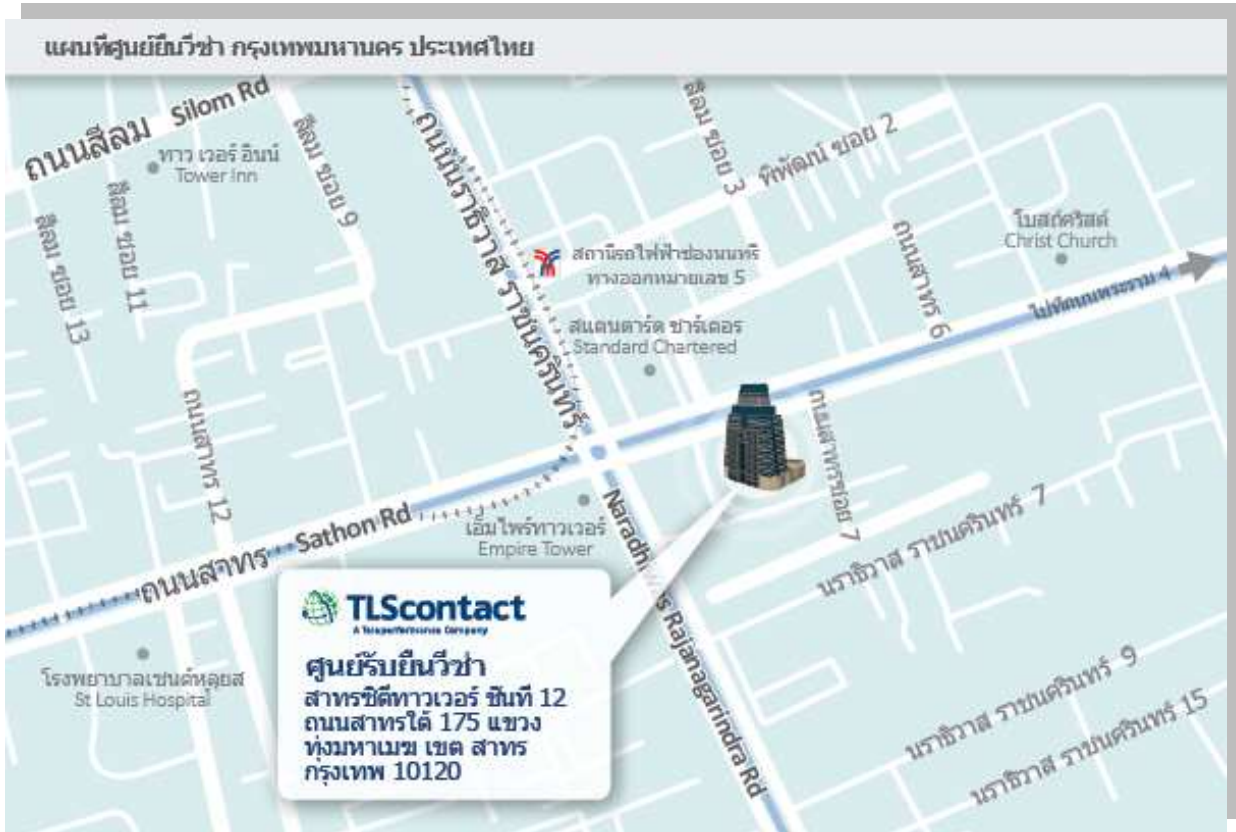 แผนที่ศูนย์ยื่นวีซ่า กรุงเทพมหานคร ประเทศไทย
ถนนสีลม Silom Rd
ทาว เวอร์ อินน์
Tower Inn
สีลม ซอย 9
สีลม ซอย 11
สีลม ซอย 13
ถนนนราธิวาส ราชนครินทร์
สีลม ซอย 3
พิพัฒน์ ซอย 2
สถานีรถไฟฟ้าช่องนนทรี
ทางออกหมายเลข 5
สแตนดาร์ด ชาร์เตอร์
Standard Chartered
ถนนสาทร 6
โบสถ์คริสต์
Christ Church
ไปที่ถนนพระราม 4
ถนนสาทร 12
ถนนสาทร Sathon Rd
เอ็มไพร์ทาวเวอร์
Empire Tower
ถนนสาทรซอย 7
นราธิวาส ราชนครินทร์ 7
นราธิวาส ราชนครินทร์ 9
นราธิวาส ราชนครินทร์ 15
Rajanagarindra Rd
โรงพยาบาลเซนต์หลุยส
St Louis Hospital
TLScontact
A Teleperformance Company
ศูนย์รับยื่นวีซ่า
สาทรซิตีทาวเวอร์ ชั้นที่ 12
ถนนสาทรใต้ 175 แขวง
ทุ่งมหาเมฆ เขต สาทร
กรุงเทพ 10120